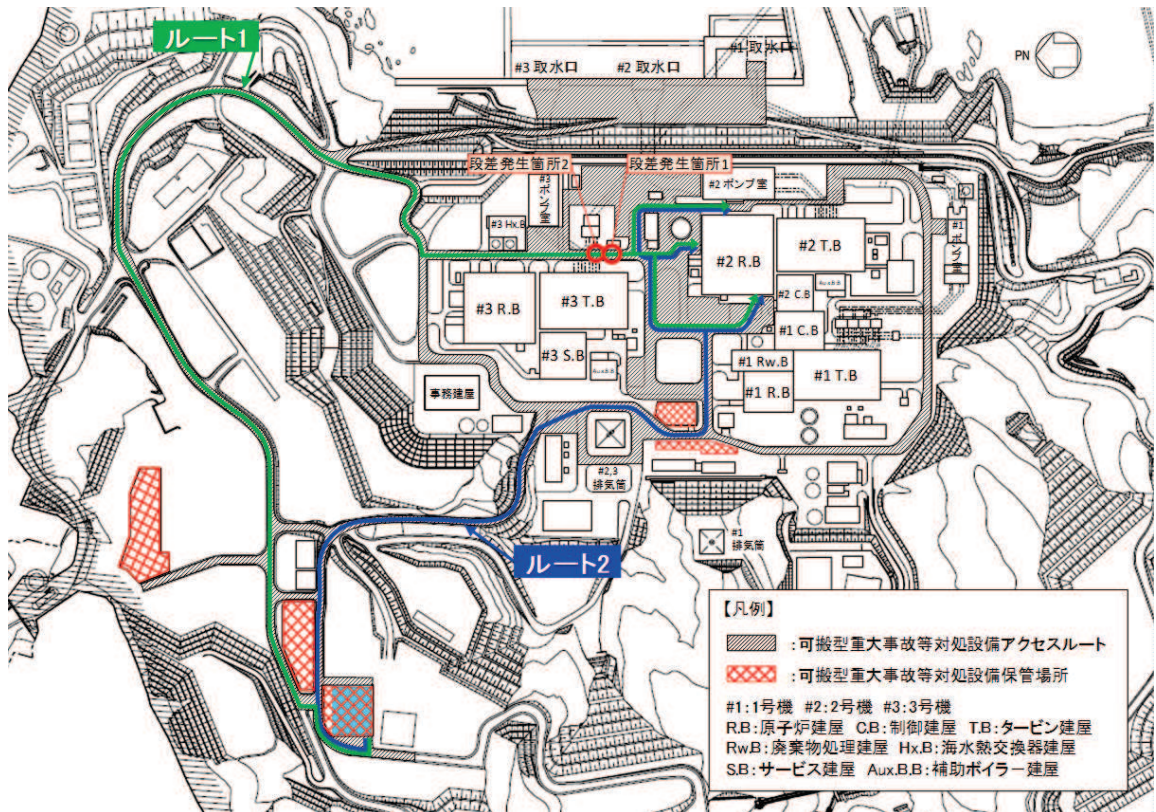 ルート1
#3 取水口
#2 取水口
#1 取水口
PN
段差発生箇所2
段差発生箇所1
#3 ポンプ室
#2 ポンプ室
#1 ポンプ室
#3 Hx.B
#2 R.B
#2 T.B
#3 R.B
#3 T.B
#2 C.B
Aux.B.B
#1 C.B
#3 S.B
Aux.B.B
#1 Rw.B
#1 R.B
#1 T.B
事務建屋
#2,3
排気筒
#1
排気筒
ルート2
【凡例】
:可搬型重大事故等対処設備アクセスルート
:可搬型重大事故等対処設備保管場所
#1:1号機 #2:2号機 #3:3号機
R.B:原子炉建屋 C.B:制御建屋 T.B:タービン建屋
Rw.B:廃棄物処理建屋 Hx.B:海水熱交換器建屋
S.B:サービス建屋 Aux.B.B:補助ボイラー建屋